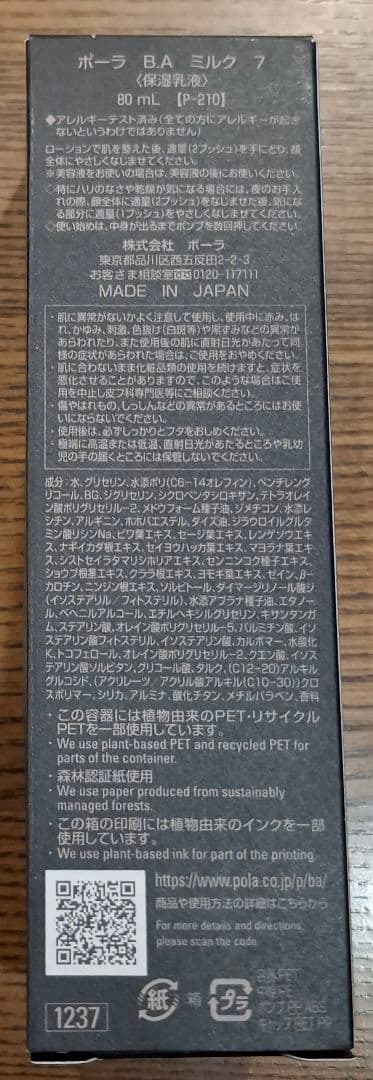 ポーラ B.A ミルク 7
〈保湿乳液〉
80 mL 【P-210】
◆アレルギーテスト済み(全ての方にアレルギーが起き
ないというわけではありません)
ローションで肌を整えた後、適量(2プッシュ)を手にとり、顔
全体にやさしくなじませてください。
※美容液をお使いの場合は、美容液の後にお使いください。
◇特にハリのなさや乾燥が気になる場合には、夜のお手入
れの際、顔全体に適量(2プッシュ)をなじませた後、気にな
る部分に適量(1プッシュ)をやさしくなじませてください。
◇使い始めは、中身が出るまでポンプを数回押してください。
株式会社 ポーラ
東京都品川区西五反田2-2-3
お客さま相談室 0120-117111
MADE IN JAPAN
・肌に異常がないかよく注意して使用し、使用中に赤み、は
れ、かゆみ、刺激、色抜け(白斑等)や黒ずみなどの異常が
あらわれたり、また使用後の肌に直射日光があたって同
様の症状があらわれた場合は、ご使用をおやめください。
・肌に合わないまま化粧品類の使用を続けますと、症状を
悪化させることがありますので、このような場合はご使
用を中止し皮フ科専門医等にご相談ください。
・傷やはれもの、しっしんなどの異常があるところにはお使
いにならないでください。
・使用後は、必ずしっかりとフタをおしめください。
・極端に高温または低温、直射日光があたるところや乳幼
児の手の届くところには保管しないでください。
成分：水、グリセリン、水添ポリ(C6-14オレフィン)、ペンチレング
リコール、BG、ジグリセリン、シクロペンタシロキサン、テトラオレイ
ン酸ポリグリセリル-2、メドウフォーム種子油、ジメチコン、水添レ
シチン、アルギニン、ホホバエステル、ダイズ油、ジラウロイルグルタ
ミン酸リシンNa、ビワ葉エキス、セージ葉エキス、レンゲソウエキ
ス、ナギイカダ根エキス、セイヨウハッカ葉エキス、マヨラナ葉エキ
ス、シストセイラタマリシホリアエキス、センニンコク種子エキス、
ショウブ根茎エキス、クララ根エキス、ヨモギ葉エキス、セイン、β-
カロチン、ニンジン根エキス、ソルビトール、ダイマージリノール酸ジ
(イソステアリル/フィトステリル)、水添アブラナ種子油、エタノー
ル、ベヘニルアルコール、エチルヘキシルグリセリン、キサンタンガ
ム、ステアリン酸、オレイン酸ポリグリセリル-5、パルミチン酸、イソ
ステアリン酸フィトステリル、イソステアリン酸、カルボマー、水酸化
K、トコフェロール、オレイン酸ポリグリセリル-2、クエン酸、イソス
テアリン酸ソルビタン、グリコール酸、タルク、(C12-20)アルキル
グルコシド、(アクリレーツ/アクリル酸アルキル(C10-30))クロ
スポリマー、シリカ、アルミナ、酸化チタン、メチルパラベン、香料
・この容器には植物由来のPET・リサイクル
PETを一部使用しています。
・We use plant-based PET and recycled PET for
parts of the container.
・森林認証紙使用
・We use paper produced from sustainably
managed forests.
・この箱の印刷には植物由来のインクを一部
使用しています。
・We use plant-based ink for part of the printing.
https://www.pola.co.jp/p/ba/
商品や使用方法の詳細はこちらから
For more details and directions,
please scan the code.
紙 箱 プラ
容器:PET
中栓:PE
ポンプ:PP,ABS
キャップ:PET,PP
1237